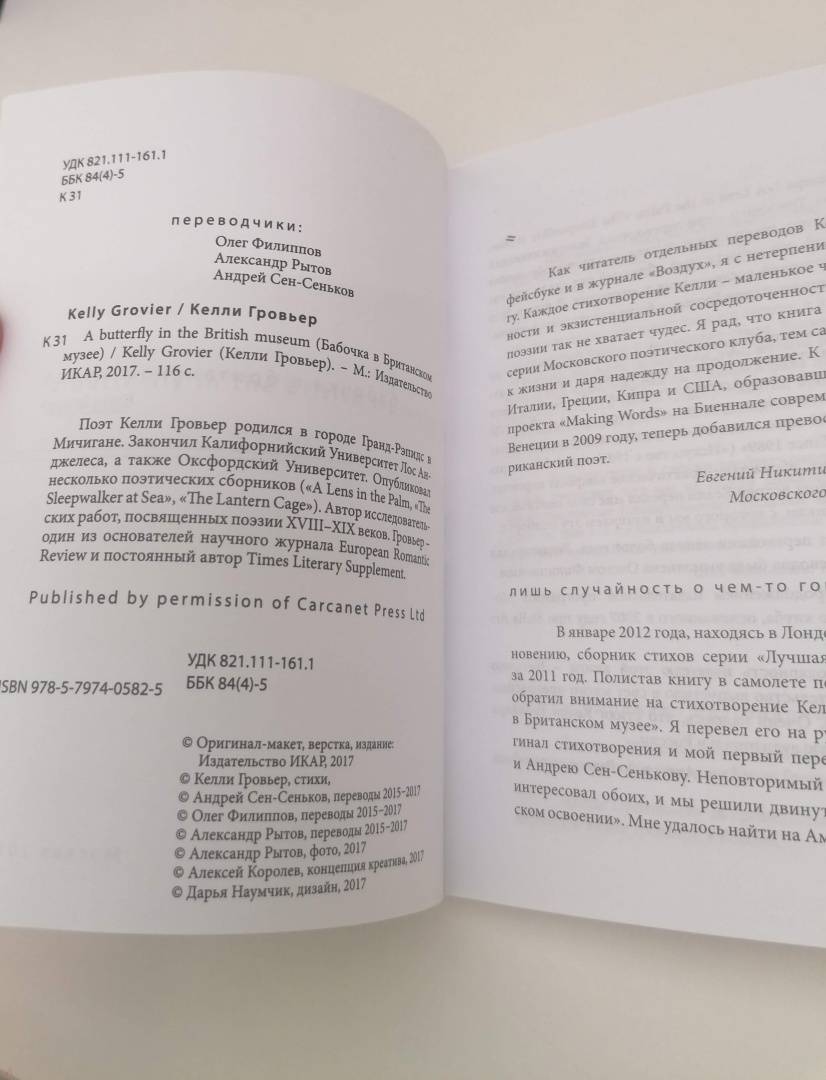 УДК 821.111-161.1
ББК 84(4)-5
К 31
переводчики:
Олег Филиппов
Александр Рытов
Андрей Сен-Сеньков
Kelly Grovier / Келли Гровьер
К 31 A butterfly in the British museum (Бабочка в Британском
музее) / Kelly Grovier (Келли Гровьер). – М.: Издательство
ИКАР, 2017. – 116 с.
Поэт Келли Гровьер родился в городе Гранд-Рэпидс в
Мичигане. Закончил Калифорнийский Университет Лос Ан-
джелеса, а также Оксфордский Университет. Опубликовал
несколько поэтических сборников («A Lens in the Palm, «The
Sleepwalker at Sea», «The Lantern Cage»). Автор исследователь-
ских работ, посвященных поэзии XVIII–XIX веков. Гровьер –
один из основателей научного журнала European Romantic
Review и постоянный автор Times Literary Supplement.
Published by permission of Carcanet Press Ltd
УДК 821.111-161.1
ISBN 978-5-7974-0582-5 ББК 84(4)-5
© Оригинал-макет, верстка, издание:
Издательство ИКАР, 2017
© Келли Гровьер, стихи,
© Андрей Сен-Сеньков, переводы 2015–2017
© Олег Филиппов, переводы 2015–2017
© Александр Рытов, переводы 2015–2017
© Александр Рытов, фото, 2017
© Алексей Королев, концепция креатива, 2017
© Дарья Наумчик, дизайн, 2017
=
Как читатель отдельных переводов К
фейсбуке и в журнале «Воздух», я с нетерпени
гу. Каждое стихотворение Келли – маленькое ч
ности и экзистенциальной сосредоточенност
поэзии так не хватает чудес. Я рад, что книга
серии Московского поэтического клуба, тем са
к жизни и даря надежду на продолжение. К
Италии, Греции, Кипра и США, образовавш
проекта «Making Words» на Биеннале соврем
Венеции в 2009 году, теперь добавился превос
риканский поэт.
Евгений Никити
Московского
лишь случайность о чем-то го
В январе 2012 года, находясь в Лонд
новению, сборник стихов серии «Лучшая
за 2011 год. Полистав книгу в самолете по
обратил внимание на стихотворение Кел
в Британском музее». Я перевел его на ру
гинал стихотворения и мой первый пере
и Андрею Сен-Сенькову. Неповторимый
интересовал обоих, и мы решили двинут
ском освоении». Мне удалось найти на Ам